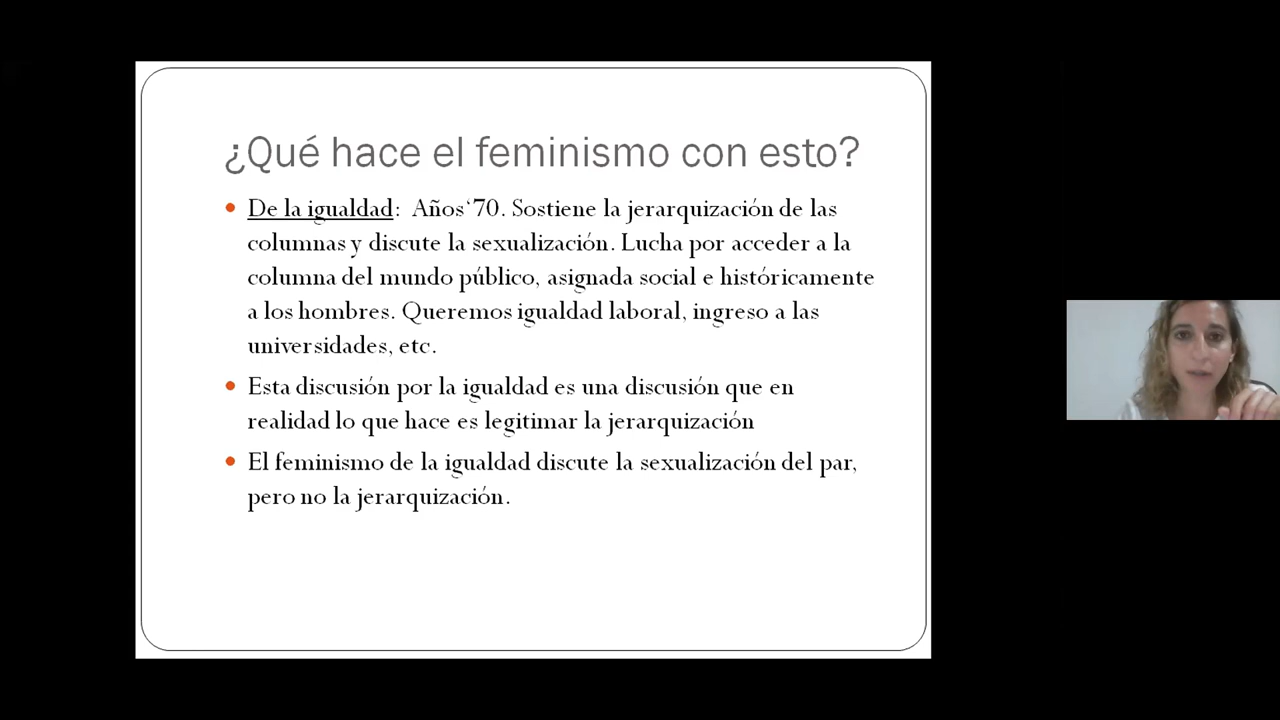 ¿Qué hace el feminismo con esto?
De la igualdad:  Años‘70. Sostiene la jerarquización de las
columnas y discute la sexualización. Lucha por acceder a la
columna del mundo público, asignada social e históricamente
a los hombres. Queremos igualdad laboral, ingreso a las
universidades, etc.
Esta discusión por la igualdad es una discusión que en
realidad lo que hace es legitimar la jerarquización
El feminismo de la igualdad discute la sexualización del par,
pero no la jerarquización.